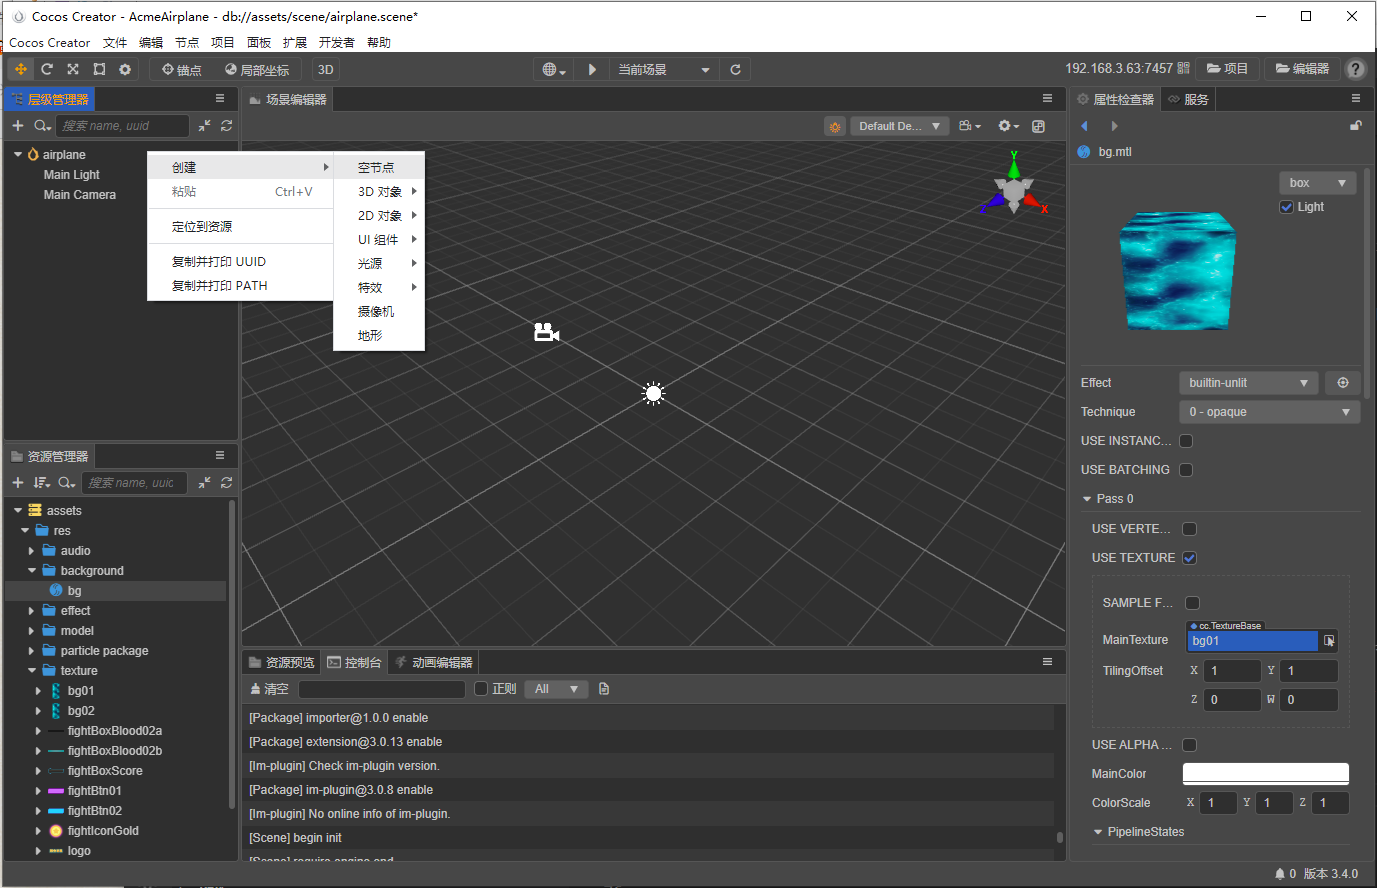 Cocos Creator - AcmeAirplane - db://assets/scene/airplane.scene*
Cocos Creator 文件 编辑 节点 项目 面板 扩展 开发者 帮助
锚点 局部坐标 3D 当前场景 192.168.3.63:7457 项目 编辑器 ?
层级管理器
搜索 name, uuid
airplane
Main Light
Main Camera
创建
粘贴 Ctrl+V
定位到资源
复制并打印 UUID
复制并打印 PATH
空节点
3D 对象
2D 对象
UI 组件
光源
特效
摄像机
地形
场景编辑器
Default De...
Y
X
Z
资源管理器
搜索 name, uuic
assets
res
audio
background
bg
effect
model
particle package
texture
bg01
bg02
fightBoxBlood02a
fightBoxBlood02b
fightBoxScore
fightBtn01
fightBtn02
fightIconGold
logo
资源预览 控制台 动画编辑器
清空 正则 All
[Package] importer@1.0.0 enable
[Package] extension@3.0.13 enable
[Im-plugin] Check im-plugin version.
[Package] im-plugin@3.0.8 enable
[Im-plugin] No online info of im-plugin.
[Scene] begin init
[Scene] require engine end
属性检查器 服务
bg.mtl
box
Light
Effect builtin-unlit
Technique 0 - opaque
USE INSTANC...
USE BATCHING
Pass 0
USE VERTE...
USE TEXTURE
SAMPLE F...
cc.TextureBase
MainTexture bg01
TilingOffset X 1 Y 1
Z 0 W 0
USE ALPHA ...
MainColor
ColorScale X 1 Y 1 Z 1
PipelineStates
0 版本 3.4.0